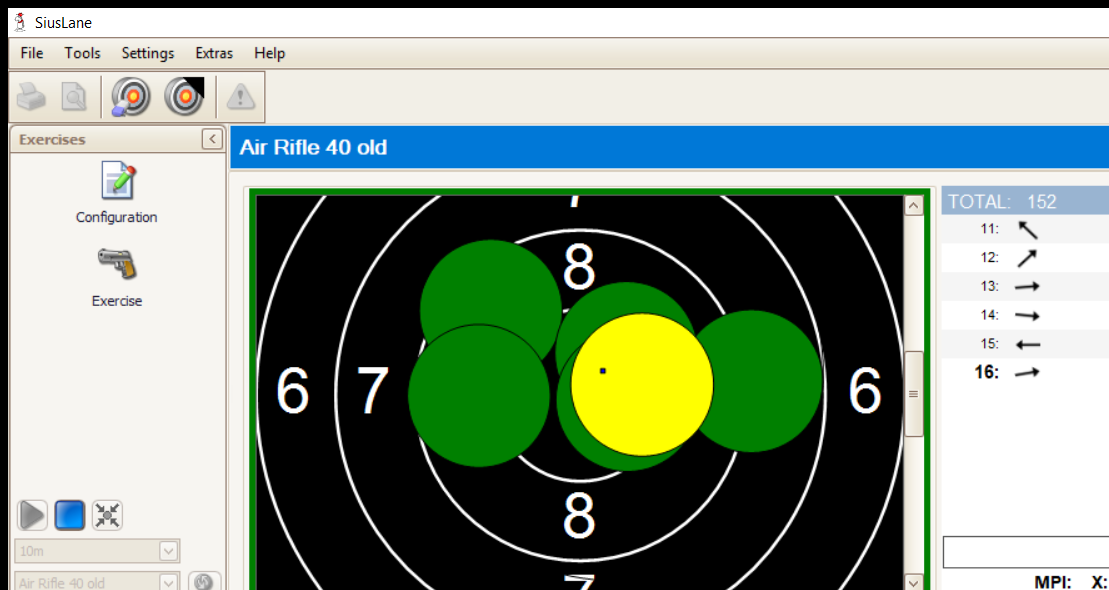 SiusLane
File Tools Settings Extras Help
Exercises
Air Rifle 40 old
Configuration
Exercise
TOTAL: 152
11:
12:
13:
14:
15:
16:
7
8
6 7 6
8
7
10m
Air Rifle 40 old
MPI: X: